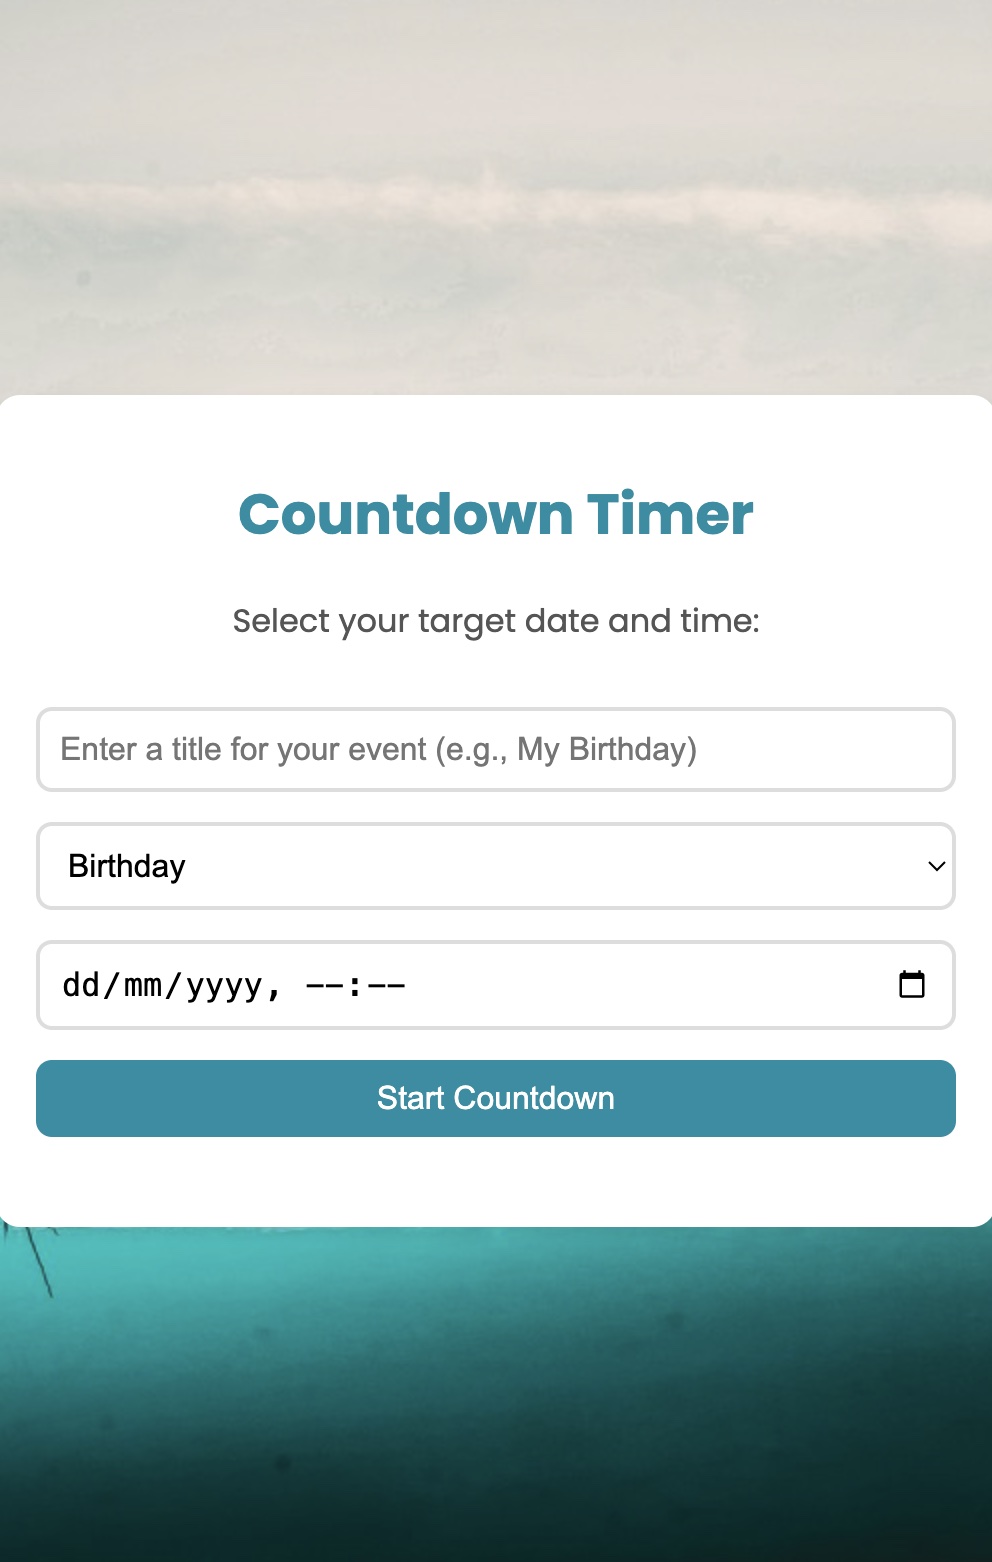 Countdown Timer
Select your target date and time:
Enter a title for your event (e.g., My Birthday)
Birthday
dd/mm/yyyy, --:--
Start Countdown